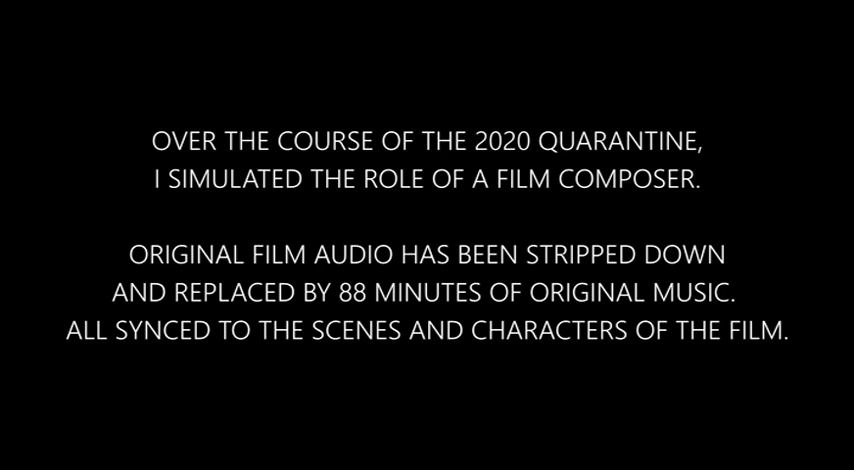 OVER THE COURSE OF THE 2020 QUARANTINE,
I SIMULATED THE ROLE OF A FILM COMPOSER.
ORIGINAL FILM AUDIO HAS BEEN STRIPPED DOWN
AND REPLACED BY 88 MINUTES OF ORIGINAL MUSIC.
ALL SYNCED TO THE SCENES AND CHARACTERS OF THE FILM.